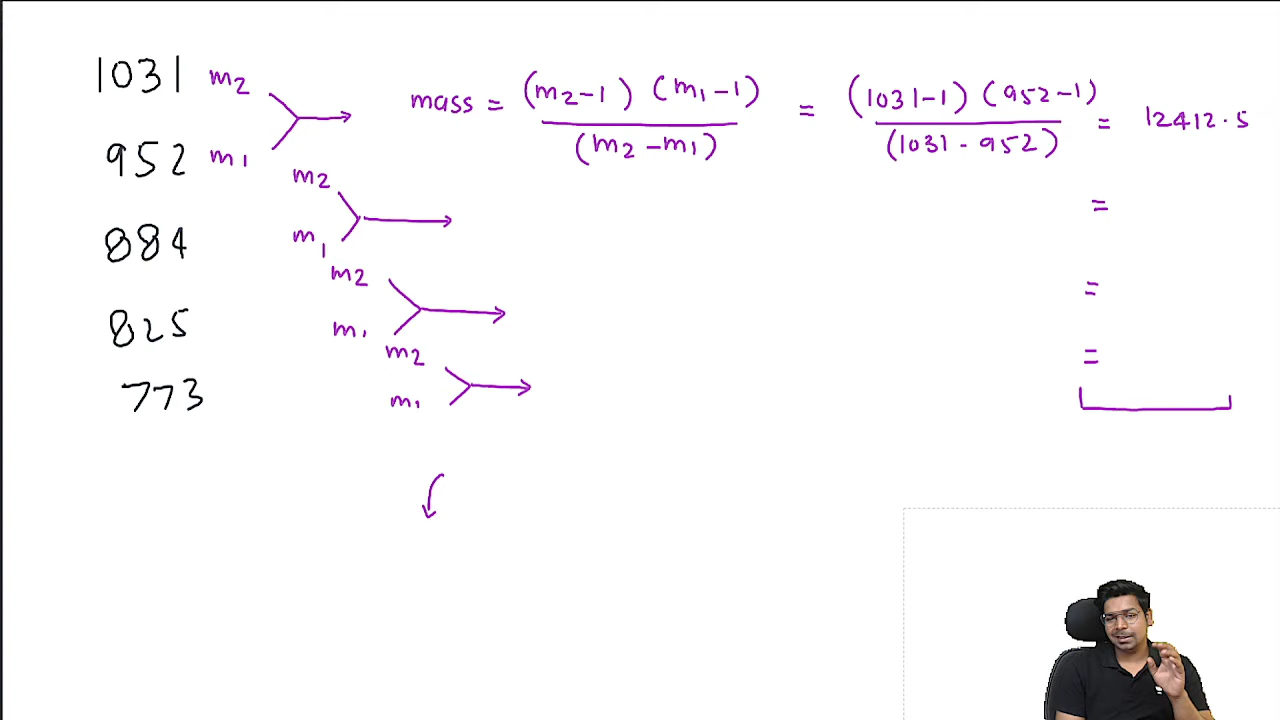 1031 m2
mass = (m2-1) (m1-1) / (m2-m1) = (1031-1) (952-1) / (1031-952) = 12412.5
952 m1
m2
=
884 m1
m2
=
825 m1
m2
=
773 m1